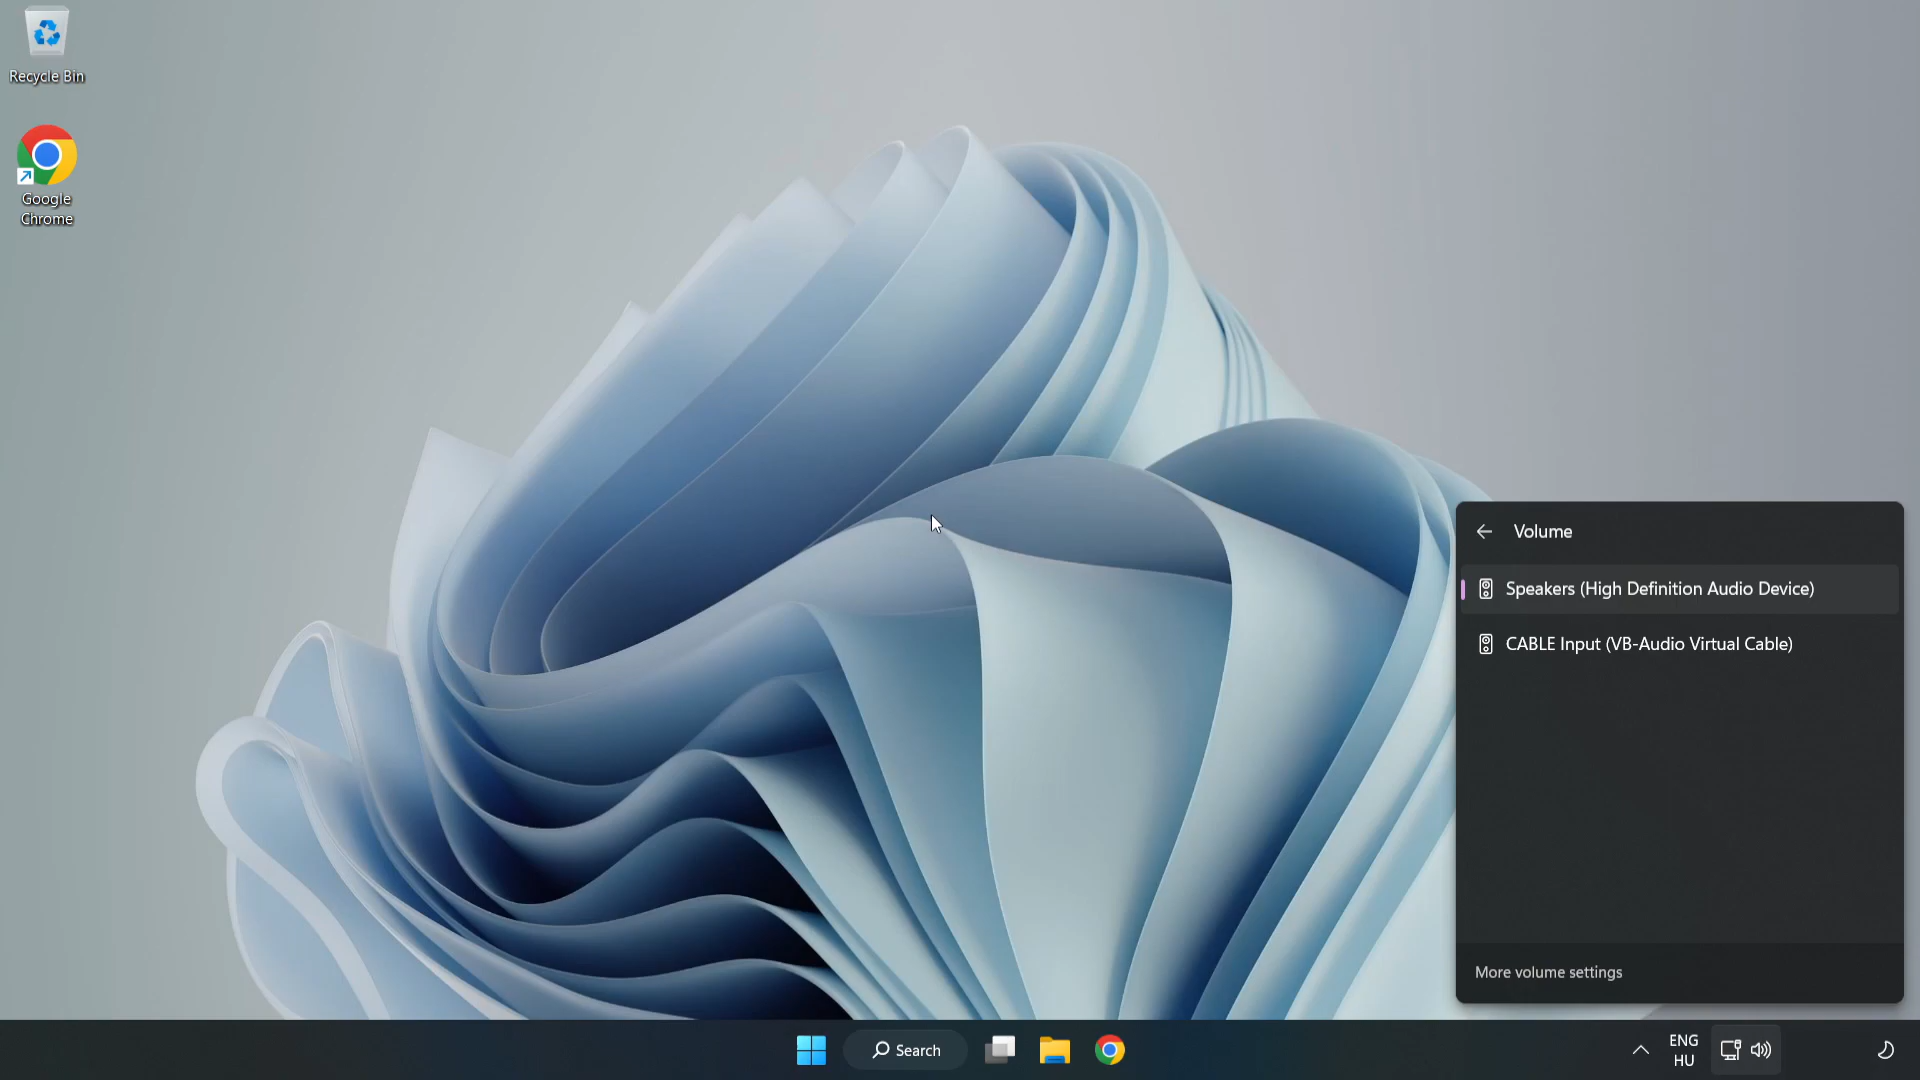 Recycle Bin
Google
Chrome
Volume
Speakers (High Definition Audio Device)
CABLE Input (VB-Audio Virtual Cable)
More volume settings
Search
ENG
HU